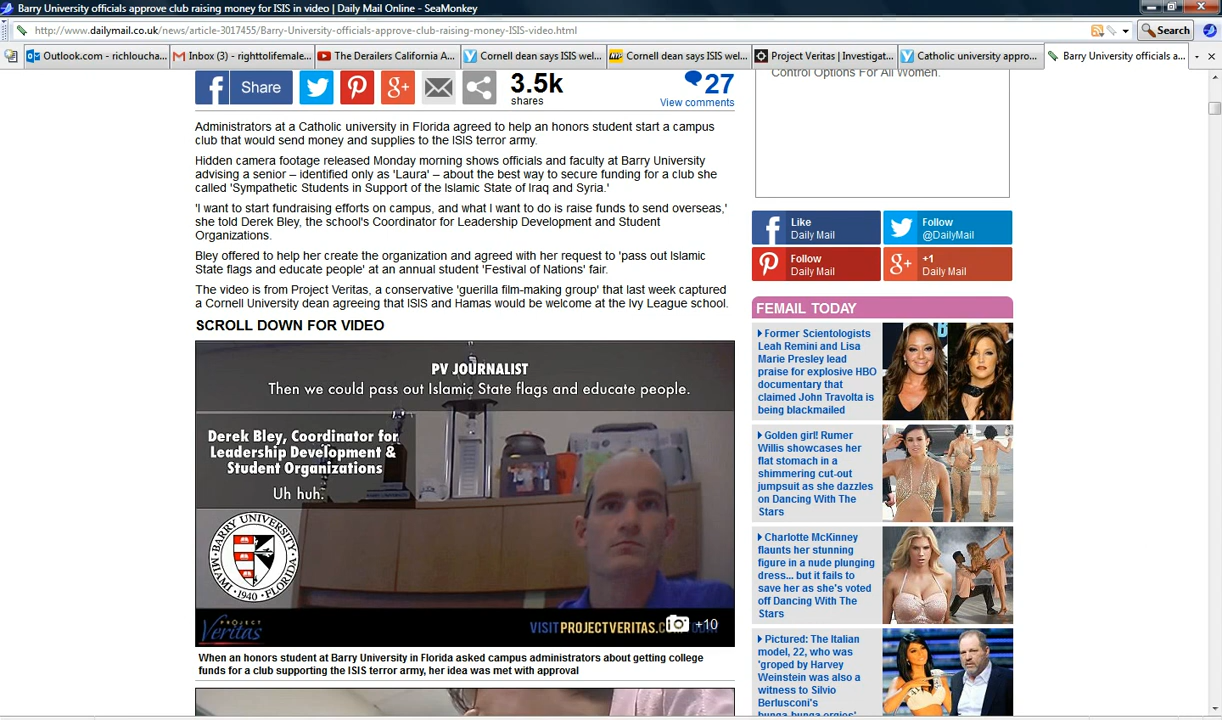 Barry University officials approve club raising money for ISIS in video | Daily Mail Online - SeaMonkey
http://www.dailymail.co.uk/news/article-3017455/Barry-University-officials-approve-club-raising-money-ISIS-video.html
Search
Outlook.com - richloucha...
Inbox (3) - righttolifemale...
The Derailers California A...
Cornell dean says ISIS wel...
Cornell dean says ISIS wel...
Project Veritas | Investigat...
Catholic university appro...
Barry University officials a...
Control Options For All Women.
Share
3.5k
shares
27
View comments
Administrators at a Catholic university in Florida agreed to help an honors student start a campus
club that would send money and supplies to the ISIS terror army.
Hidden camera footage released Monday morning shows officials and faculty at Barry University
advising a senior – identified only as 'Laura' – about the best way to secure funding for a club she
called 'Sympathetic Students in Support of the Islamic State of Iraq and Syria.'
'I want to start fundraising efforts on campus, and what I want to do is raise funds to send overseas,'
she told Derek Bley, the school's Coordinator for Leadership Development and Student
Organizations.
Bley offered to help her create the organization and agreed with her request to 'pass out Islamic
State flags and educate people' at an annual student 'Festival of Nations' fair.
The video is from Project Veritas, a conservative 'guerilla film-making group' that last week captured
a Cornell University dean agreeing that ISIS and Hamas would be welcome at the Ivy League school.
SCROLL DOWN FOR VIDEO
PV JOURNALIST
Then we could pass out Islamic State flags and educate people.
Derek Bley, Coordinator for
Leadership Development &
Student Organizations
Uh huh.
BARRY UNIVERSITY
MIAMI FLORIDA
1940
PROJECT
Veritas
VISITPROJECTVERITAS.C
+10
When an honors student at Barry University in Florida asked campus administrators about getting college
funds for a club supporting the ISIS terror army, her idea was met with approval
Like
Daily Mail
Follow
@DailyMail
Follow
Daily Mail
+1
Daily Mail
FEMAIL TODAY
Former Scientologists
Leah Remini and Lisa
Marie Presley lead
praise for explosive HBO
documentary that
claimed John Travolta is
being blackmailed
Golden girl! Rumer
Willis showcases her
flat stomach in a
shimmering cut-out
jumpsuit as she dazzles
on Dancing With The
Stars
Charlotte McKinney
flaunts her stunning
figure in a nude plunging
dress... but it fails to
save her as she's voted
off Dancing With The
Stars
Pictured: The Italian
model, 22, who was
'groped by Harvey
Weinstein was also a
witness to Silvio
Berlusconi's
bunga-bunga orgies'